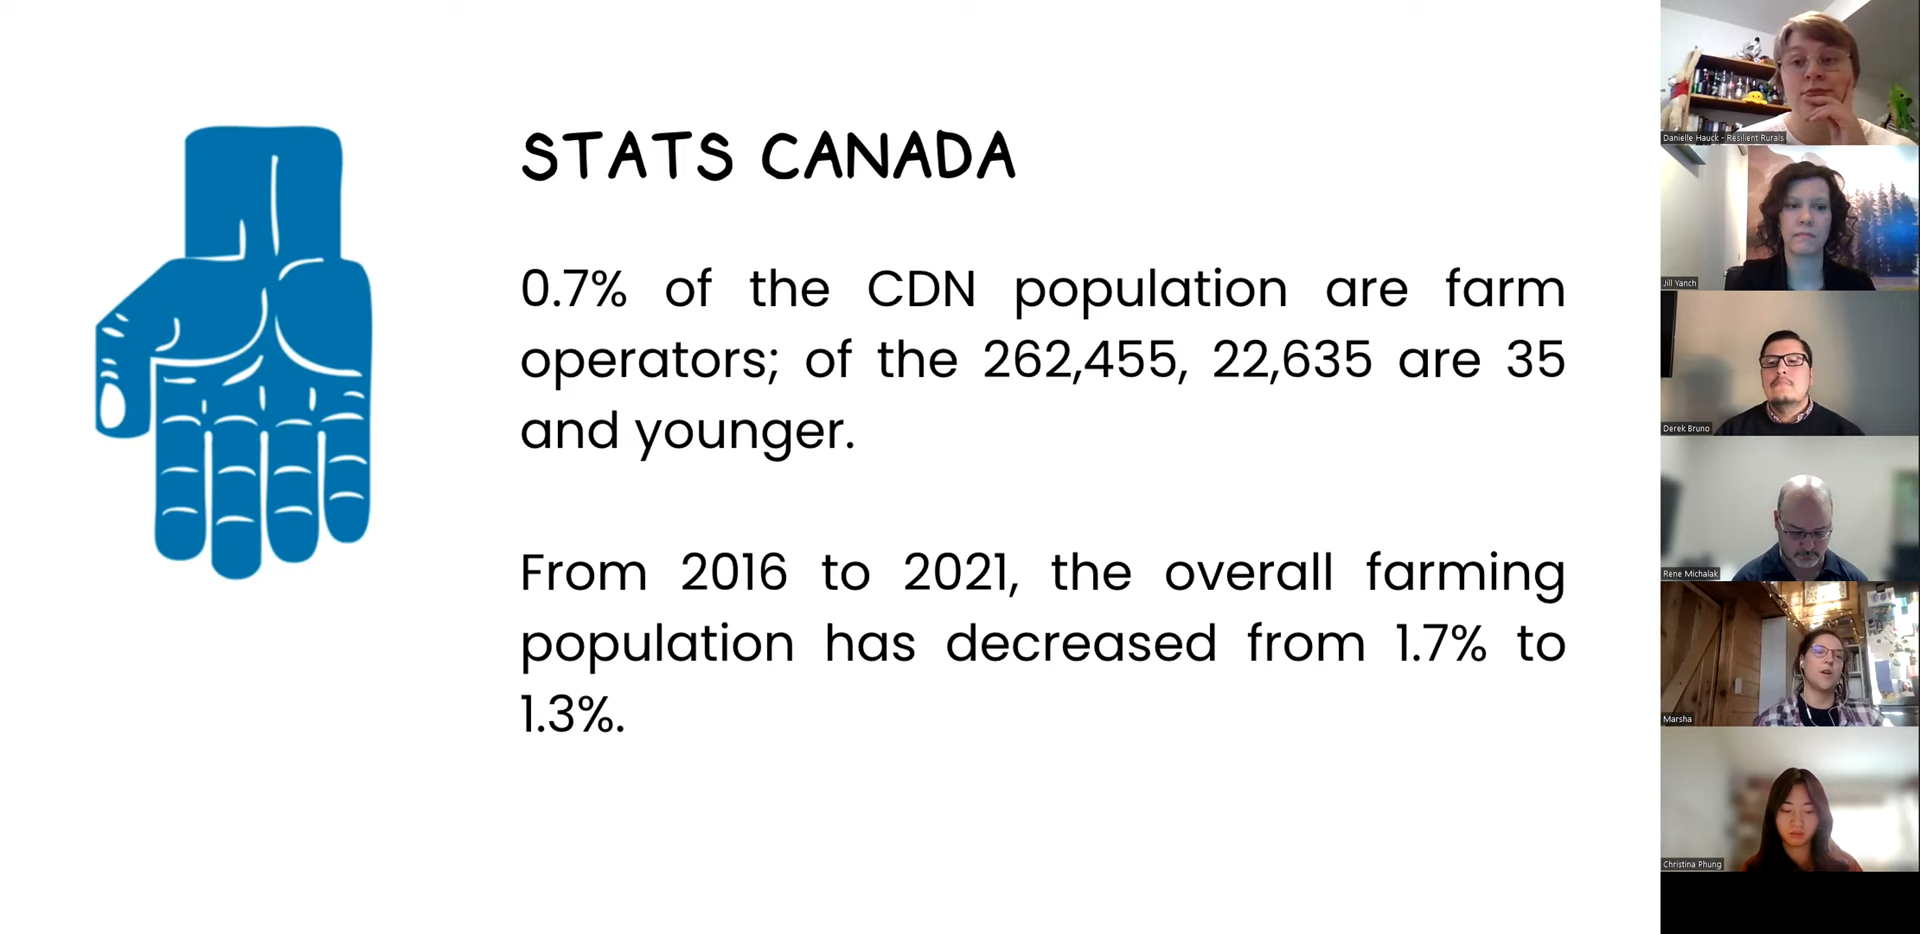 STATS CANADA
0.7% of the CDN population are farm
operators; of the 262,455, 22,635 are 35
and younger.
From 2016 to 2021, the overall farming
population has decreased from 1.7% to
1.3%.
Danielle Hauck - Resilient Rurals
Jill Yanch
Derek Bruno
Rene Michalak
Marsha
Christina Phung